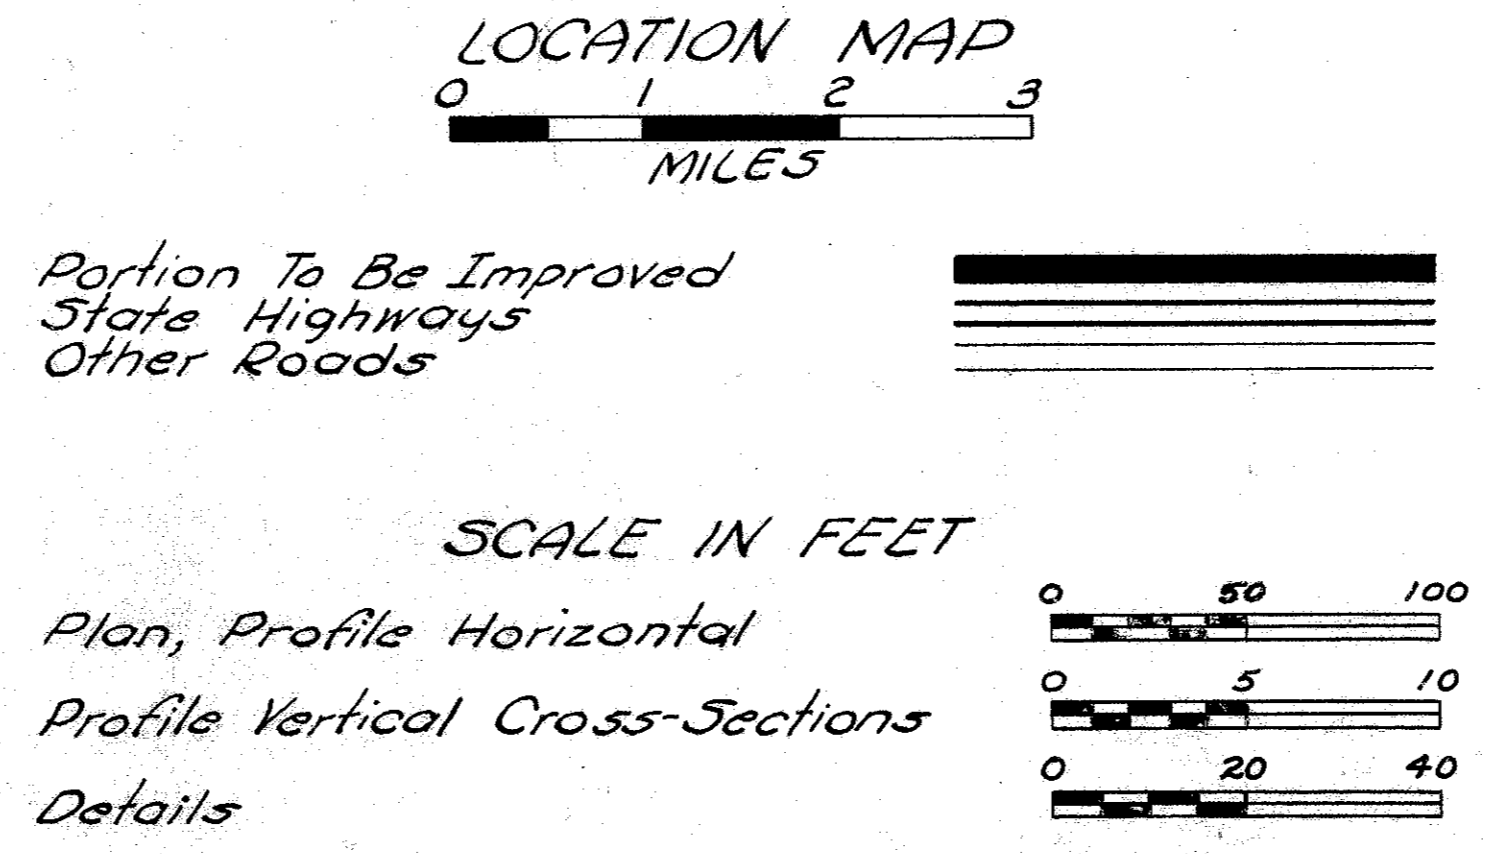 LOCATION MAP
0 1 2 3
MILES
Portion To Be Improved
State Highways
Other Roads
SCALE IN FEET
0 50 100
Plan, Profile Horizontal
0 5 10
Profile Vertical Cross-Sections
0 20 40
Details